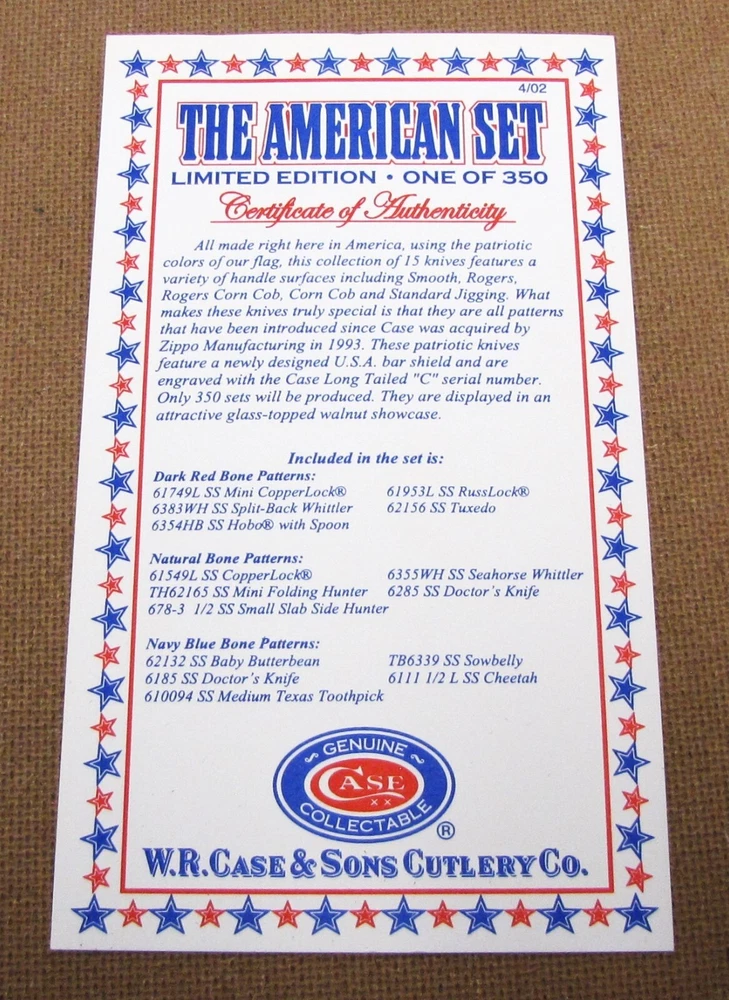 4/02
THE AMERICAN SET
LIMITED EDITION • ONE OF 350
Certificate of Authenticity
All made right here in America, using the patriotic
colors of our flag, this collection of 15 knives features a
variety of handle surfaces including Smooth, Rogers,
Rogers Corn Cob, Corn Cob and Standard Jigging. What
makes these knives truly special is that they are all patterns
that have been introduced since Case was acquired by
Zippo Manufacturing in 1993. These patriotic knives
feature a newly designed U.S.A. bar shield and are
engraved with the Case Long Tailed "C" serial number.
Only 350 sets will be produced. They are displayed in an
attractive glass-topped walnut showcase.
Included in the set is:
Dark Red Bone Patterns:
61749L SS Mini CopperLock® 61953L SS RussLock®
6383WH SS Split-Back Whittler 62156 SS Tuxedo
6354HB SS Hobo® with Spoon
Natural Bone Patterns:
61549L SS CopperLock® 6355WH SS Seahorse Whittler
TH62165 SS Mini Folding Hunter 6285 SS Doctor's Knife
678-3 1/2 SS Small Slab Side Hunter
Navy Blue Bone Patterns:
62132 SS Baby Butterbean TB6339 SS Sowbelly
6185 SS Doctor's Knife 6111 1/2 L SS Cheetah
610094 SS Medium Texas Toothpick
GENUINE
CASE
XX
COLLECTABLE
®
W.R. CASE & SONS CUTLERY CO.